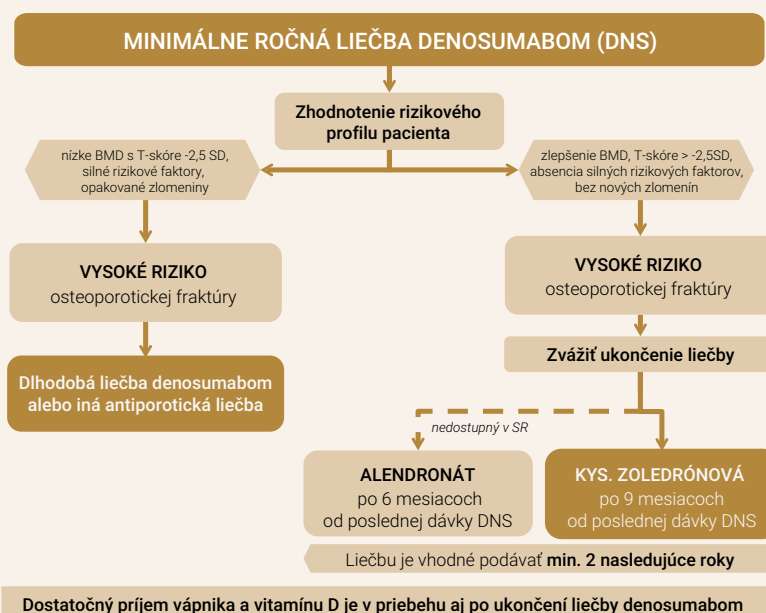 MINIMÁLNE ROČNÁ LIEČBA DENOSUMABOM (DNS)
Zhodnotenie rizikového
profilu pacienta
nízke BMD s T-skóre -2,5 SD,
silné rizikové faktory,
opakované zlomeniny
zlepšenie BMD, T-skóre > -2,5SD,
absencia silných rizikových faktorov,
bez nových zlomenín
VYSOKÉ RIZIKO
osteoporotickej fraktúry
VYSOKÉ RIZIKO
osteoporotickej fraktúry
Dlhodobá liečba denosumabom
alebo iná antiporotická liečba
Zvážiť ukončenie liečby
nedostupný v SR
ALENDRONÁT
po 6 mesiacoch
od poslednej dávky DNS
KYS. ZOLEDRÓNOVÁ
po 9 mesiacoch
od poslednej dávky DNS
Liečbu je vhodné podávať min. 2 nasledujúce roky
Dostatočný príjem vápnika a vitamínu D je v priebehu aj po ukončení liečby denosumabom